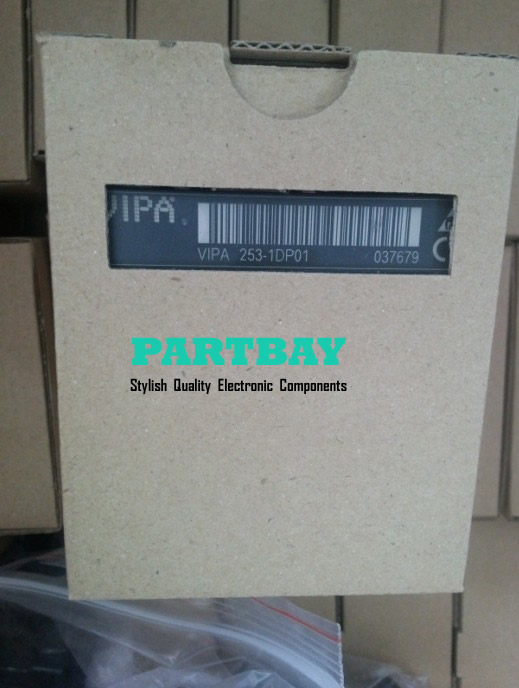 VIPA®
VIPA 253-1DP01 037679
PARTBAY
Stylish Quality Electronic Components